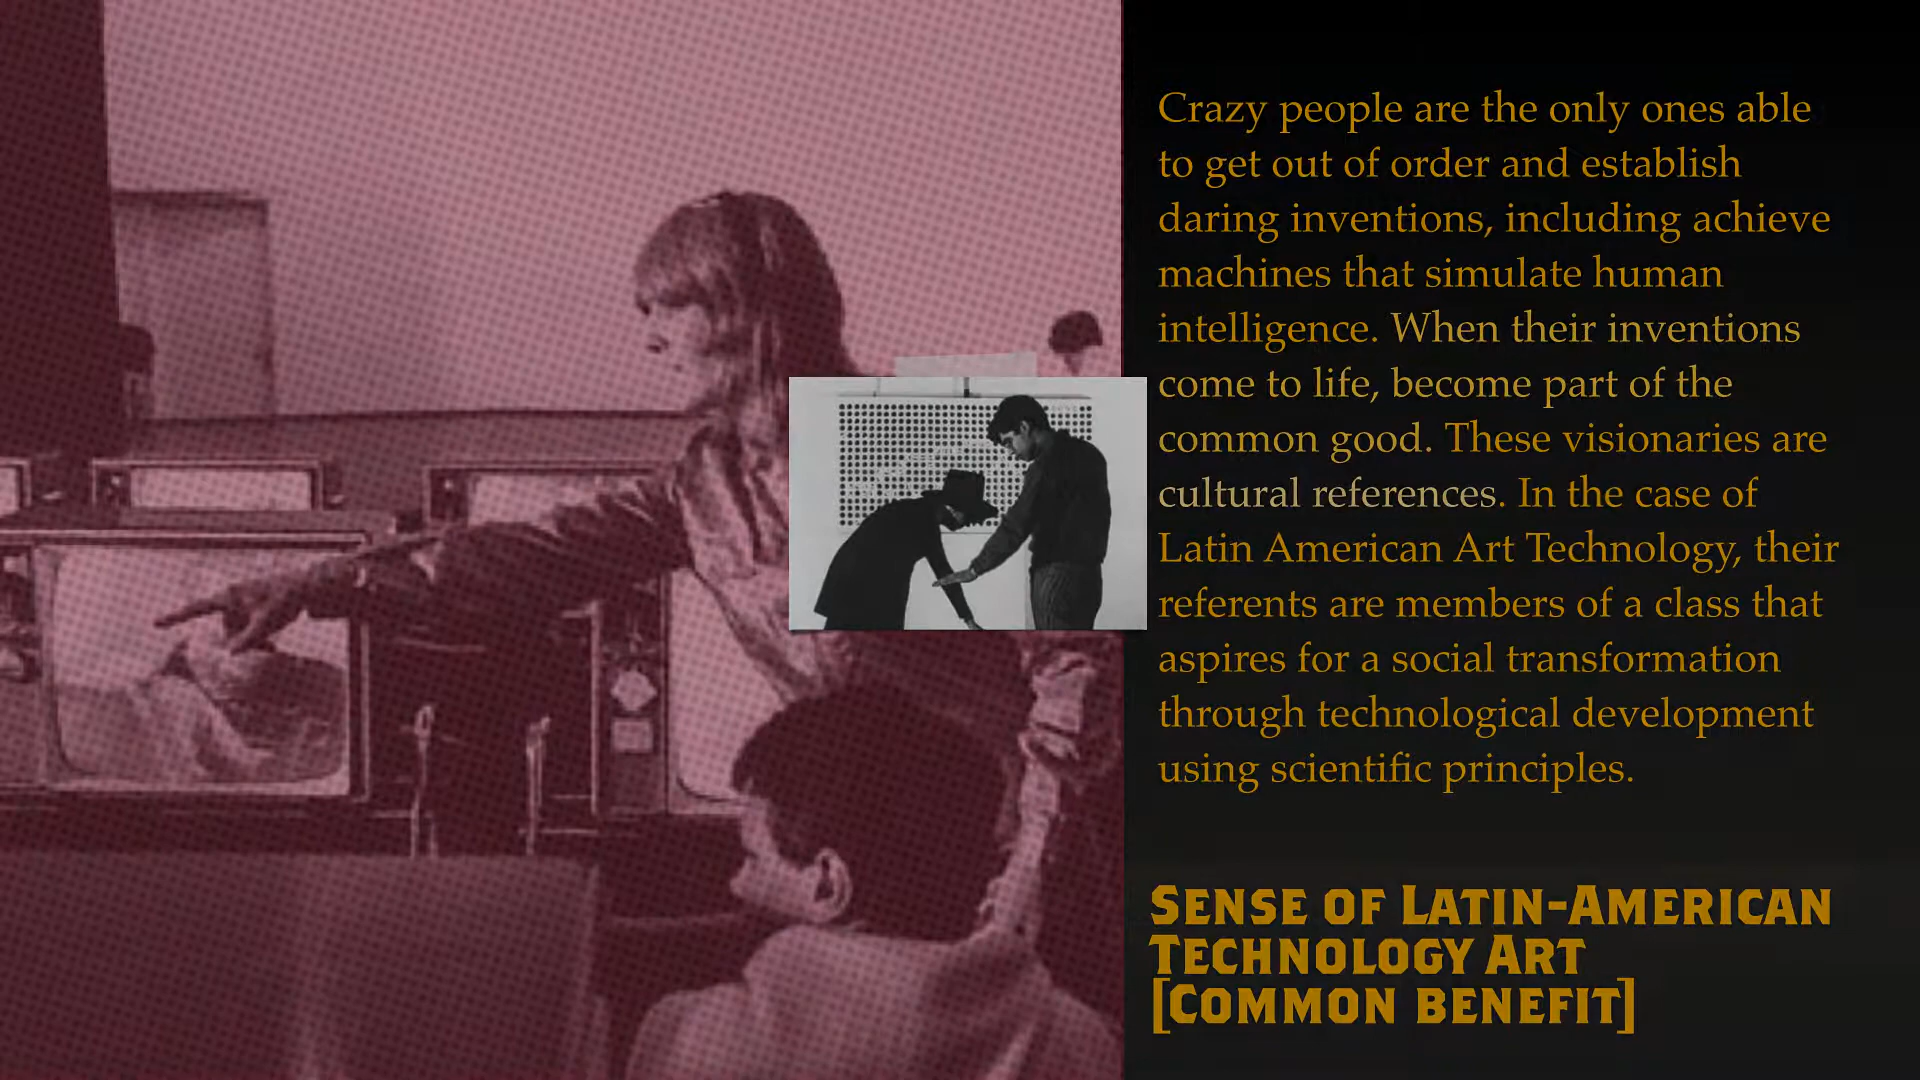 Crazy people are the only ones able
to get out of order and establish
daring inventions, including achieve
machines that simulate human
intelligence. When their inventions
come to life, become part of the
common good. These visionaries are
cultural references. In the case of
Latin American Art Technology, their
referents are members of a class that
aspires for a social transformation
through technological development
using scientific principles.
Sense of Latin-American
Technology Art
[Common benefit]